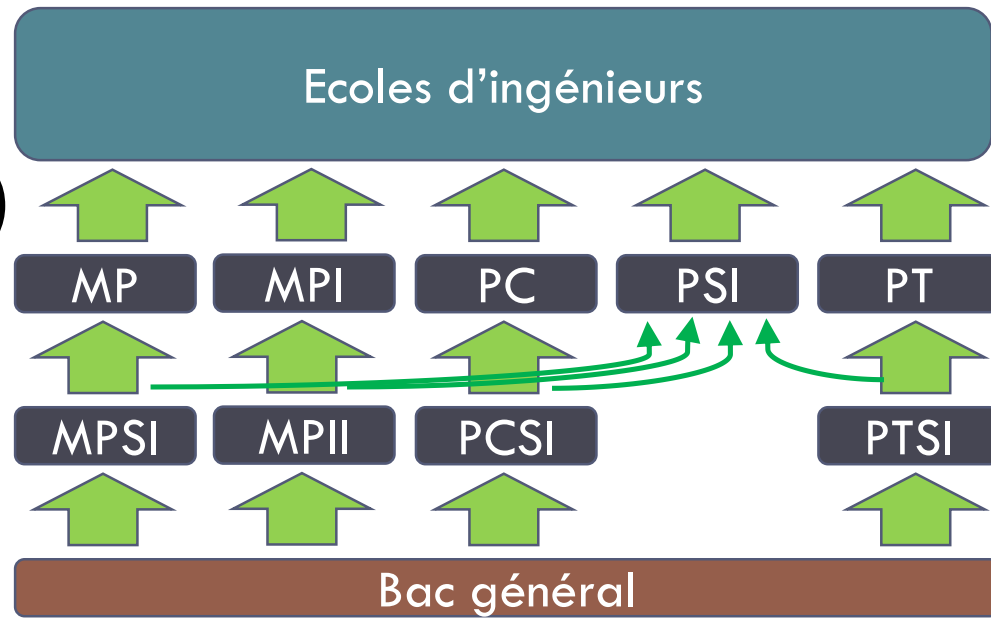 Ecoles d’ingénieurs
MP MPI PC PSI PT
MPSI MPII PCSI PTSI
Bac général